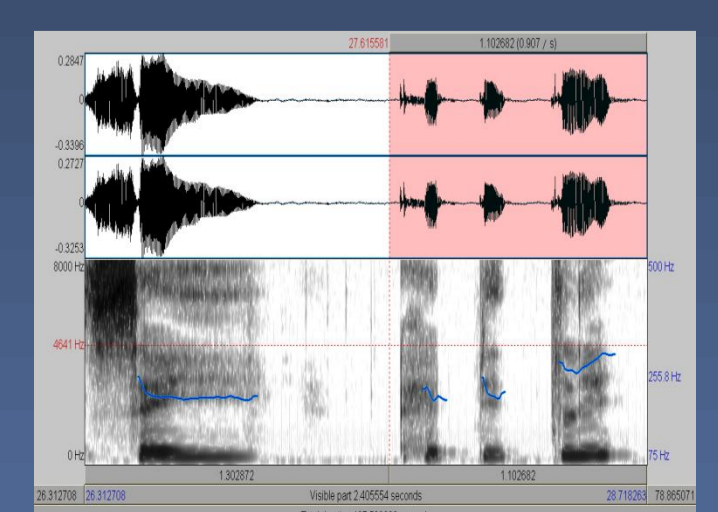 27.615581 1.102682 (0.907 / s)
0.2847
0
-0.3396
0.2727
0
-0.3253
8000 Hz 500 Hz
4641 Hz
255.8 Hz
0 Hz 75 Hz
1.302872 1.102682
26.312708 26.312708 Visible part 2.405554 seconds 28.718263 78.865071